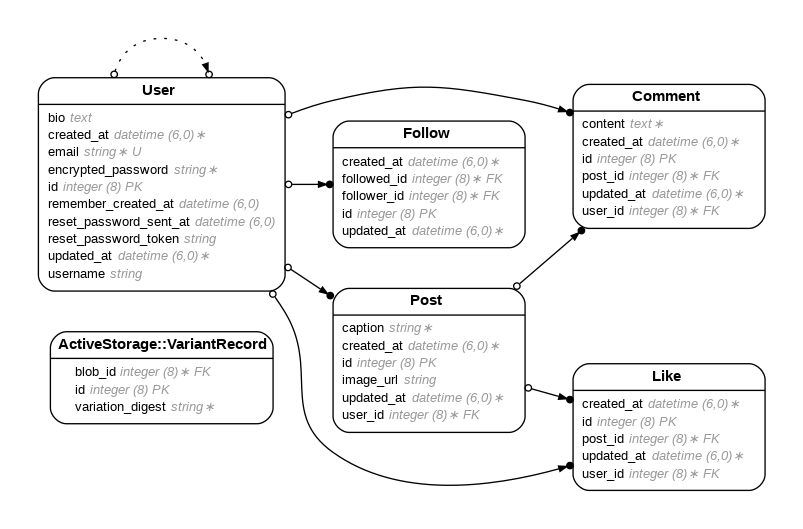 User
bio text
created_at datetime (6,0)∗
email string∗ U
encrypted_password string∗
id integer (8) PK
remember_created_at datetime (6,0)
reset_password_sent_at datetime (6,0)
reset_password_token string
updated_at datetime (6,0)∗
username string
ActiveStorage::VariantRecord
blob_id integer (8)∗ FK
id integer (8) PK
variation_digest string∗
Follow
created_at datetime (6,0)∗
followed_id integer (8)∗ FK
follower_id integer (8)∗ FK
id integer (8) PK
updated_at datetime (6,0)∗
Post
caption string∗
created_at datetime (6,0)∗
id integer (8) PK
image_url string
updated_at datetime (6,0)∗
user_id integer (8)∗ FK
Comment
content text∗
created_at datetime (6,0)∗
id integer (8) PK
post_id integer (8)∗ FK
updated_at datetime (6,0)∗
user_id integer (8)∗ FK
Like
created_at datetime (6,0)∗
id integer (8) PK
post_id integer (8)∗ FK
updated_at datetime (6,0)∗
user_id integer (8)∗ FK